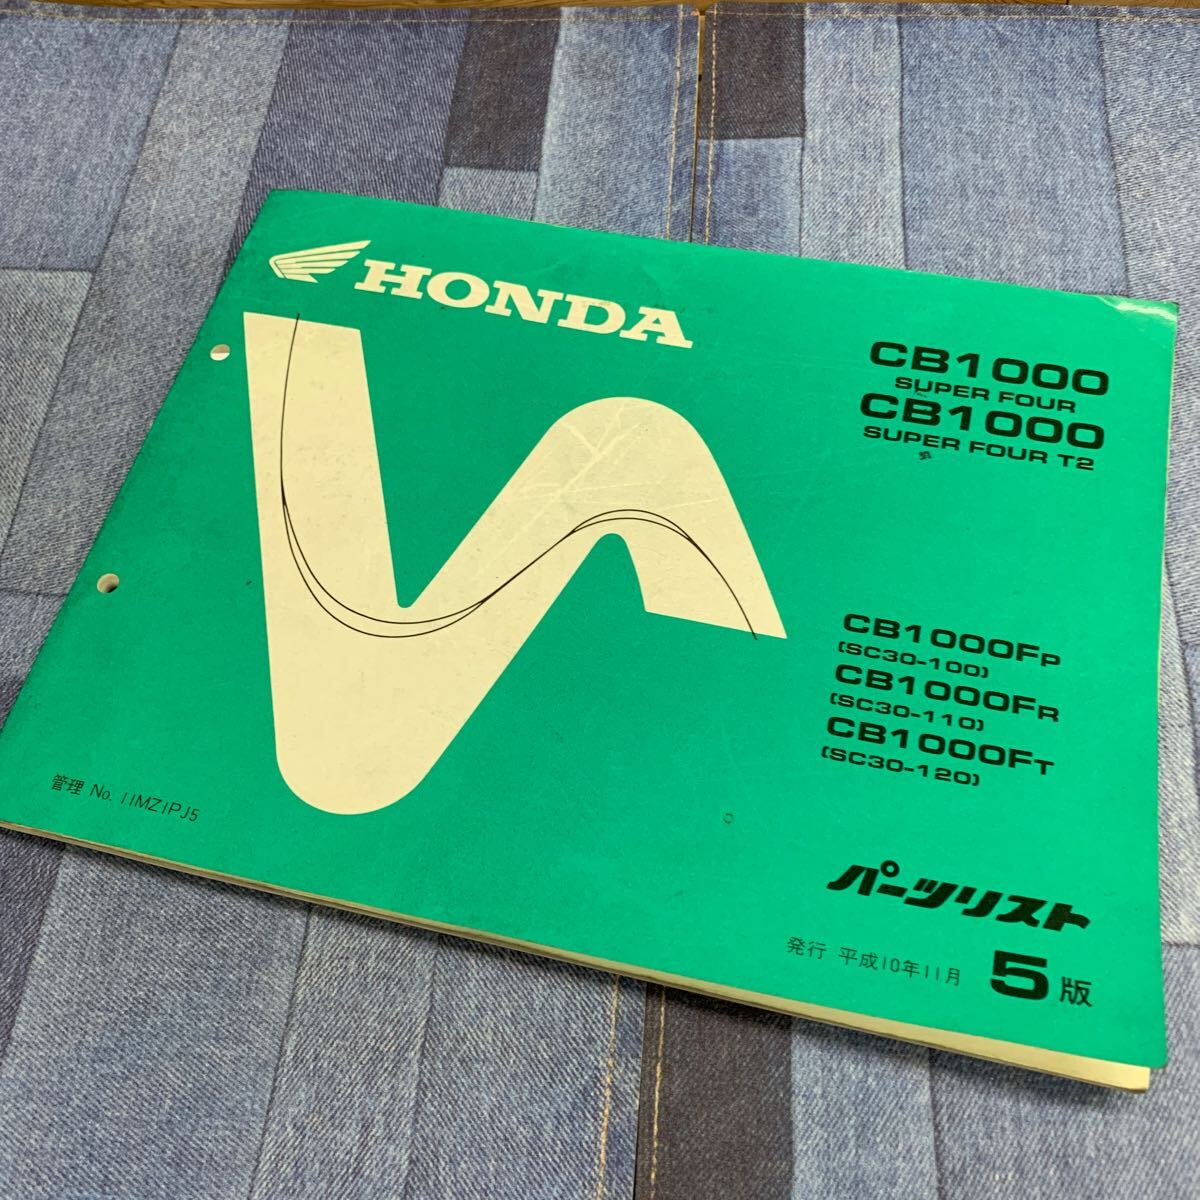 HONDA
CB1000
SUPER FOUR
CB1000
SUPER FOUR T2
CB1000FP
(SC30-100)
CB1000FR
(SC30-110)
CB1000FT
(SC30-120)
管理 No. 11MZ1PJ5
パーツリスト
発行 平成10年11月 5版